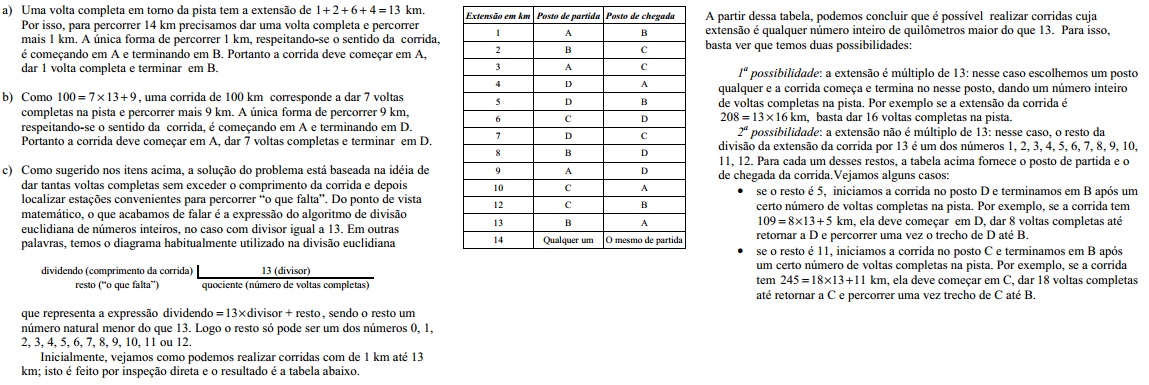 a) Uma volta completa em torno da pista tem a extensão de 1+2+6+4=13 km.
Por isso, para percorrer 14 km precisamos dar uma volta completa e percorrer
mais 1 km. A única forma de percorrer 1 km, respeitando-se o sentido da corrida,
é começando em A e terminando em B. Portanto a corrida deve começar em A,
dar 1 volta completa e terminar em B.
b) Como 100=7×13+9, uma corrida de 100 km corresponde a dar 7 voltas
completas na pista e percorrer mais 9 km. A única forma de percorrer 9 km,
respeitando-se o sentido da corrida, é começando em A e terminando em D.
Portanto a corrida deve começar em A, dar 7 voltas completas e terminar em D.
c) Como sugerido nos itens acima, a solução do problema está baseada na idéia de
dar tantas voltas completas sem exceder o comprimento da corrida e depois
localizar estações convenientes para percorrer “o que falta”. Do ponto de vista
matemático, o que acabamos de falar é a expressão do algoritmo de divisão
euclidiana de números inteiros, no caso com divisor igual a 13. Em outras
palavras, temos o diagrama habitualmente utilizado na divisão euclidiana
dividendo (comprimento da corrida) 13 (divisor)
resto (“o que falta”) quociente (número de voltas completas)
que representa a expressão dividendo=13×divisor + resto, sendo o resto um
número natural menor do que 13. Logo o resto só pode ser um dos números 0, 1,
2, 3, 4, 5, 6, 7, 8, 9, 10, 11 ou 12.
Inicialmente, vejamos como podemos realizar corridas com de 1 km até 13
km; isto é feito por inspeção direta e o resultado é a tabela abaixo.
Extensão em km Posto de partida Posto de chegada
1 A B
2 B C
3 A C
4 D A
5 D B
6 C D
7 D C
8 B D
9 A D
10 C A
12 C B
13 B A
14 Qualquer um O mesmo de partida
A partir dessa tabela, podemos concluir que é possível realizar corridas cuja
extensão é qualquer número inteiro de quilômetros maior do que 13. Para isso,
basta ver que temos duas possibilidades:
1ª possibilidade: a extensão é múltiplo de 13: nesse caso escolhemos um posto
qualquer e a corrida começa e termina no nesse posto, dando um número inteiro
de voltas completas na pista. Por exemplo se a extensão da corrida é
208=13×16 km, basta dar 16 voltas completas na pista.
2ª possibilidade: a extensão não é múltiplo de 13: nesse caso, o resto da
divisão da extensão da corrida por 13 é um dos números 1, 2, 3, 4, 5, 6, 7, 8, 9, 10,
11, 12. Para cada um desses restos, a tabela acima fornece o posto de partida e o
de chegada da corrida.Vejamos alguns casos:
• se o resto é 5, iniciamos a corrida no posto D e terminamos em B após um
certo número de voltas completas na pista. Por exemplo, se a corrida tem
109=8×13+5 km, ela deve começar em D, dar 8 voltas completas até
retornar a D e percorrer uma vez o trecho de D até B.
• se o resto é 11, iniciamos a corrida no posto C e terminamos em B após
um certo número de voltas completas na pista. Por exemplo, se a corrida
tem 245=18×13+11 km, ela deve começar em C, dar 18 voltas completas
até retornar a C e percorrer uma vez trecho de C até B.